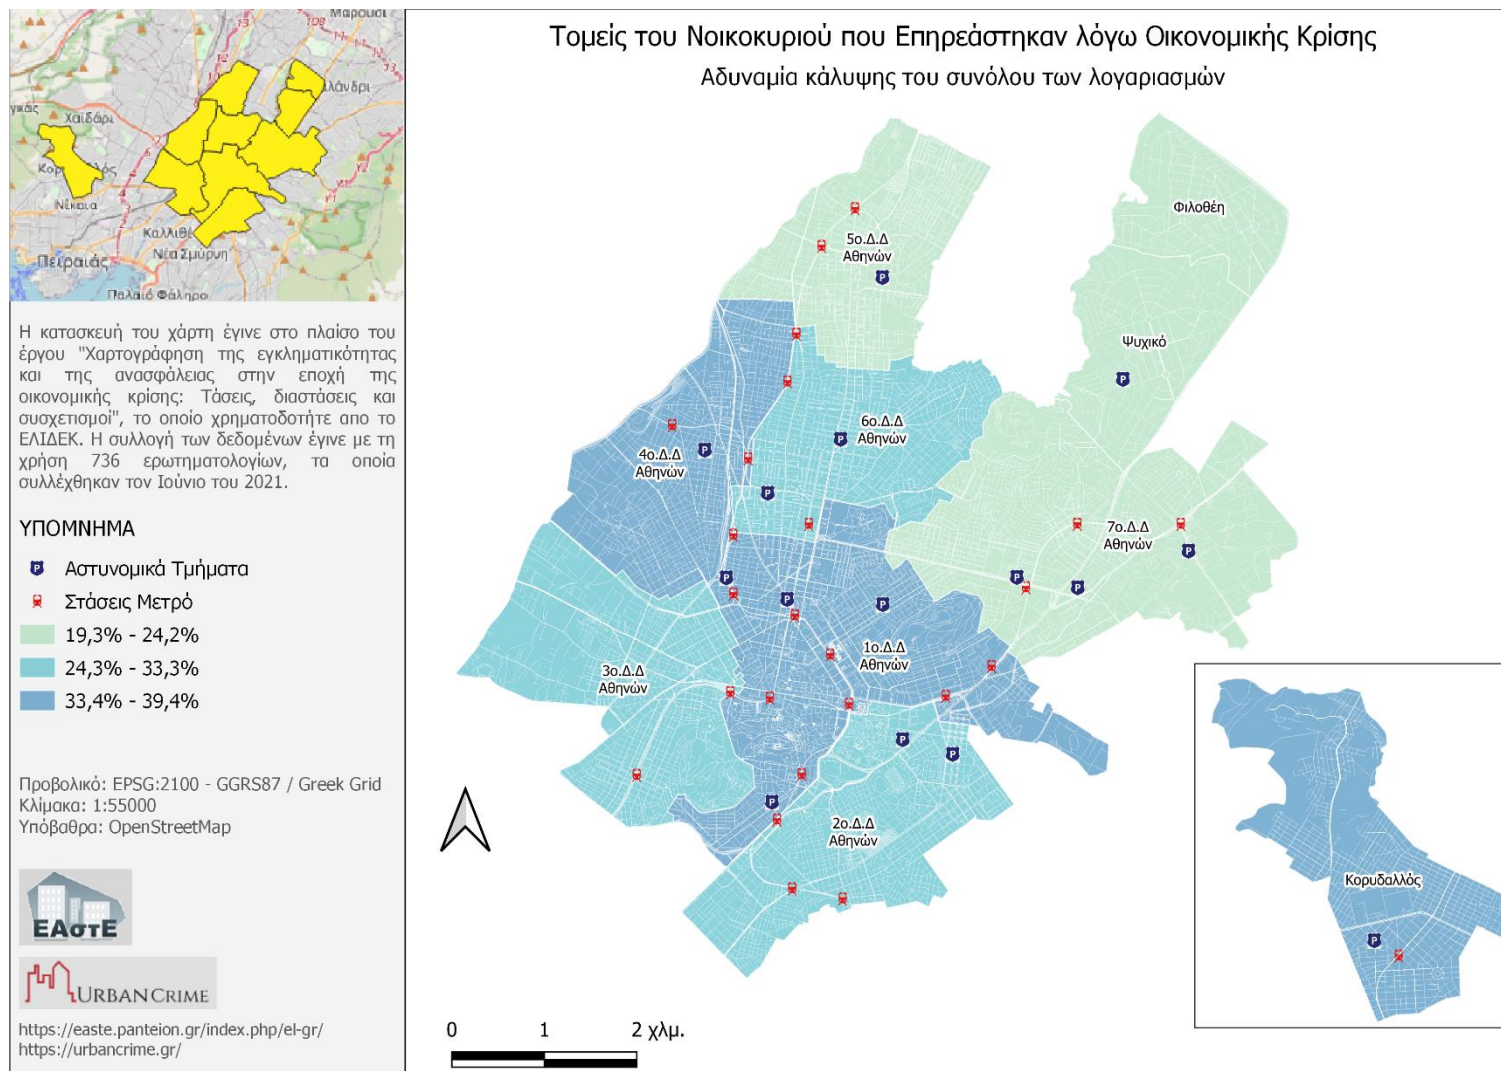 Τομείς του Νοικοκυριού που Επηρεάστηκαν λόγω Οικονομικής Κρίσης
Αδυναμία κάλυψης του συνόλου των λογαριασμών
Μαρούσι
Χαϊδάρι
Νίκαια
Καλλιθέ
Νέα Σμύρνη
Πειραιάς
Παλαιό Φάληρο
λάνδρι
Η κατασκευή του χάρτη έγινε στο πλαίσο του
έργου "Χαρτογράφηση της εγκληματικότητας
και της ανασφάλειας στην εποχή της
οικονομικής κρίσης: Τάσεις, διαστάσεις και
συσχετισμοί", το οποίο χρηματοδοτήτε απο το
ΕΛΙΔΕΚ. Η συλλογή των δεδομένων έγινε με τη
χρήση 736 ερωτηματολογίων, τα οποία
συλλέχθηκαν τον Ιούνιο του 2021.
ΥΠΟΜΝΗΜΑ
Αστυνομικά Τμήματα
Στάσεις Μετρό
19,3% - 24,2%
24,3% - 33,3%
33,4% - 39,4%
Προβολικό: EPSG:2100 - GGRS87 / Greek Grid
Κλίμακα: 1:55000
Υπόβαθρα: OpenStreetMap
ΕΑστΕ
URBANCRIME
https://easte.panteion.gr/index.php/el-gr/
https://urbancrime.gr/
Φιλοθέη
5ο.Δ.Δ
Αθηνών
Ψυχικό
6ο.Δ.Δ
Αθηνών
4ο.Δ.Δ
Αθηνών
7ο.Δ.Δ
Αθηνών
1ο.Δ.Δ
Αθηνών
3ο.Δ.Δ
Αθηνών
2ο.Δ.Δ
Αθηνών
Κορυδαλλός
0 1 2 χλμ.